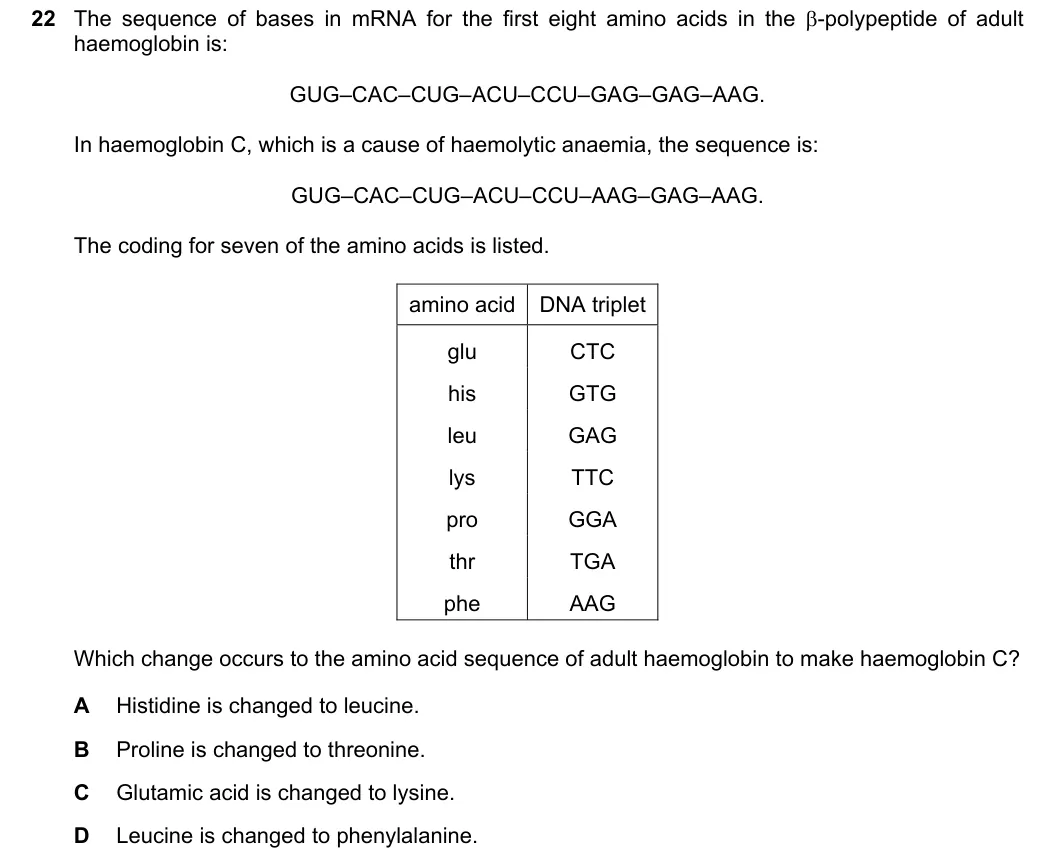 22 The sequence of bases in mRNA for the first eight amino acids in the β-polypeptide of adult
haemoglobin is:
GUG–CAC–CUG–ACU–CCU–GAG–GAG–AAG.
In haemoglobin C, which is a cause of haemolytic anaemia, the sequence is:
GUG–CAC–CUG–ACU–CCU–AAG–GAG–AAG.
The coding for seven of the amino acids is listed.
amino acid DNA triplet
glu CTC
his GTG
leu GAG
lys TTC
pro GGA
thr TGA
phe AAG
Which change occurs to the amino acid sequence of adult haemoglobin to make haemoglobin C?
A Histidine is changed to leucine.
B Proline is changed to threonine.
C Glutamic acid is changed to lysine.
D Leucine is changed to phenylalanine.